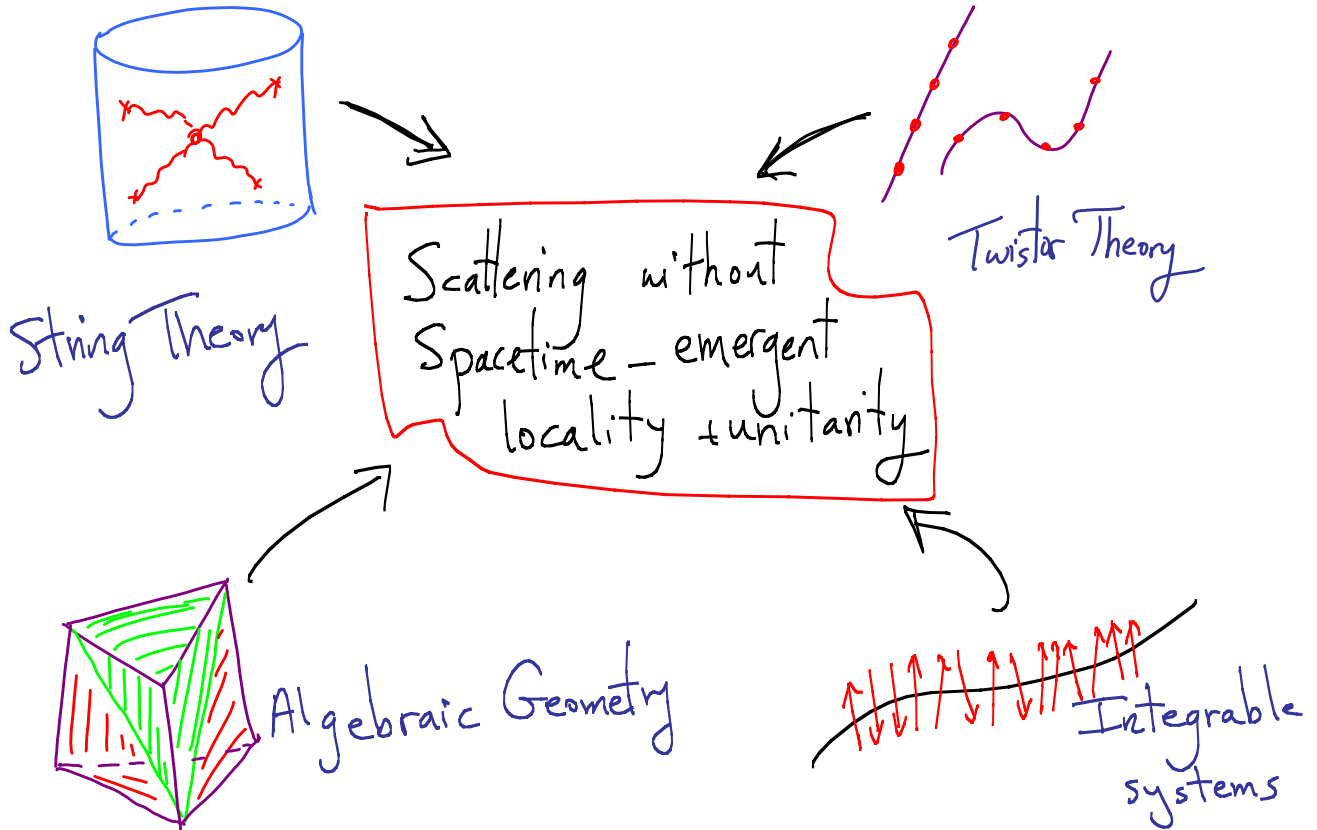 String Theory
Twistor Theory
Scattering without
Spacetime – emergent
locality + unitarity
Algebraic Geometry
Integrable
systems